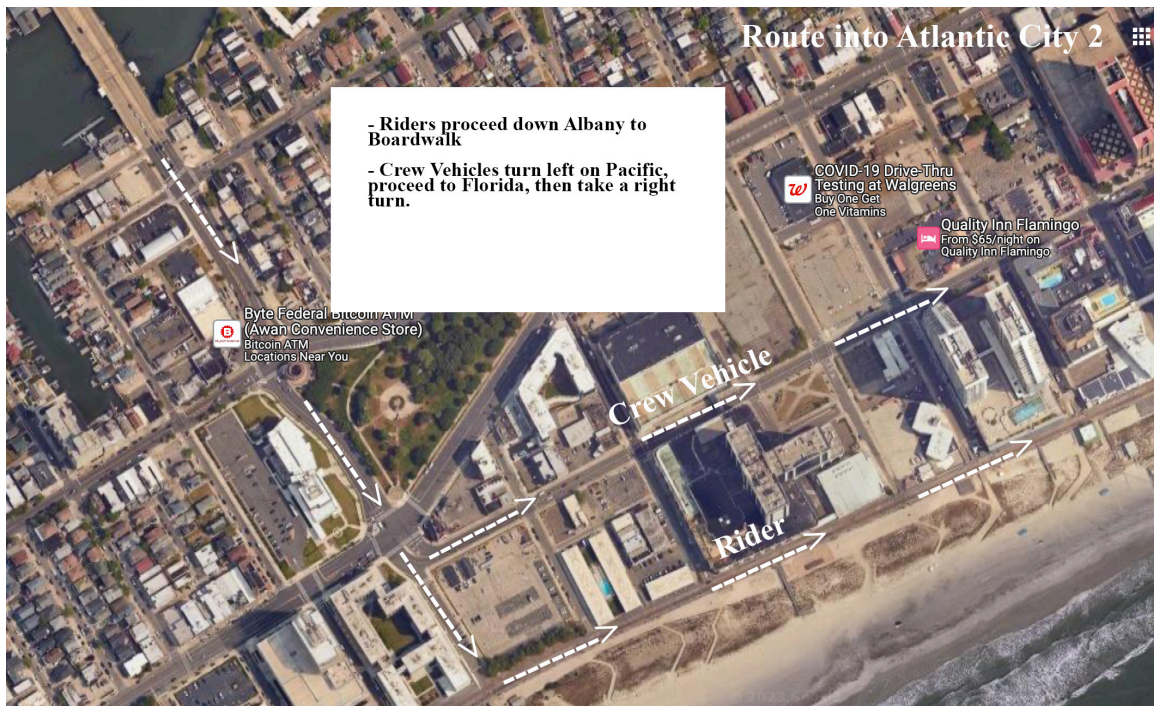 Route into Atlantic City 2
- Riders proceed down Albany to
Boardwalk
- Crew Vehicles turn left on Pacific,
proceed to Florida, then take a right
turn.
COVID-19 Drive-Thru
Testing at Walgreens
Buy One Get
One Vitamins
Quality Inn Flamingo
From $65/night on
Quality Inn Flamingo
Byte Federal Bitcoin ATM
(Awan Convenience Store)
Bitcoin ATM
Locations Near You
Crew Vehicle
Rider